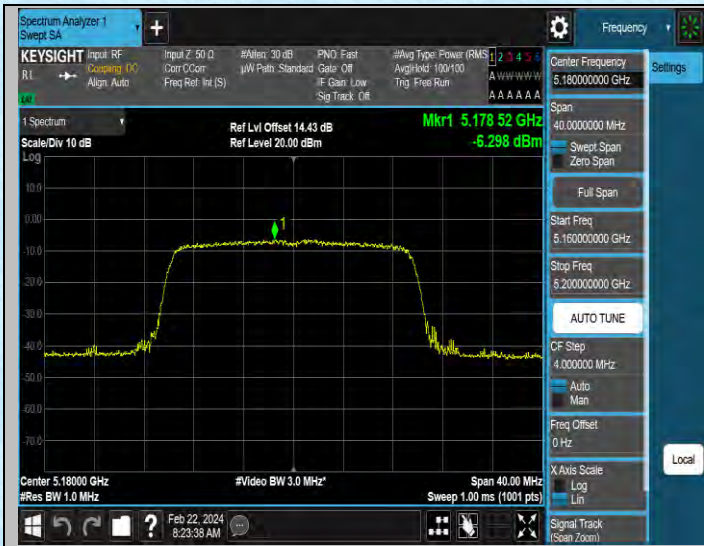 Spectrum Analyzer 1
Swept SA
+
Frequency
KEYSIGHT
RL
Input: RF
Coupling: DC
Align: Auto
Input Z: 50 Ω
Corr CCorr
Freq Ref: Int (S)
#Atten: 30 dB
µW Path: Standard
PNO: Fast
Gate: Off
IF Gain: Low
Sig Track: Off
#Avg Type: Power (RMS
Avg|Hold: 100/100
Trig: Free Run
1 2 3 4 5 6
A W W W W W
A A A A A A
1 Spectrum
Scale/Div 10 dB
Ref Lvl Offset 14.43 dB
Ref Level 20.00 dBm
Mkr1 5.178 52 GHz
-6.298 dBm
Log
10.0
0.00
-10.0
-20.0
-30.0
-40.0
-50.0
-60.0
-70.0
1
Center 5.18000 GHz
#Res BW 1.0 MHz
#Video BW 3.0 MHz*
Span 40.00 MHz
Sweep 1.00 ms (1001 pts)
Center Frequency
5.180000000 GHz
Settings
Span
40.0000000 MHz
Swept Span
Zero Span
Full Span
Start Freq
5.160000000 GHz
Stop Freq
5.200000000 GHz
AUTO TUNE
CF Step
4.000000 MHz
Auto
Man
Freq Offset
0 Hz
X Axis Scale
Log
Lin
Local
Signal Track
(Span Zoom)
?
Feb 22, 2024
8:23:38 AM